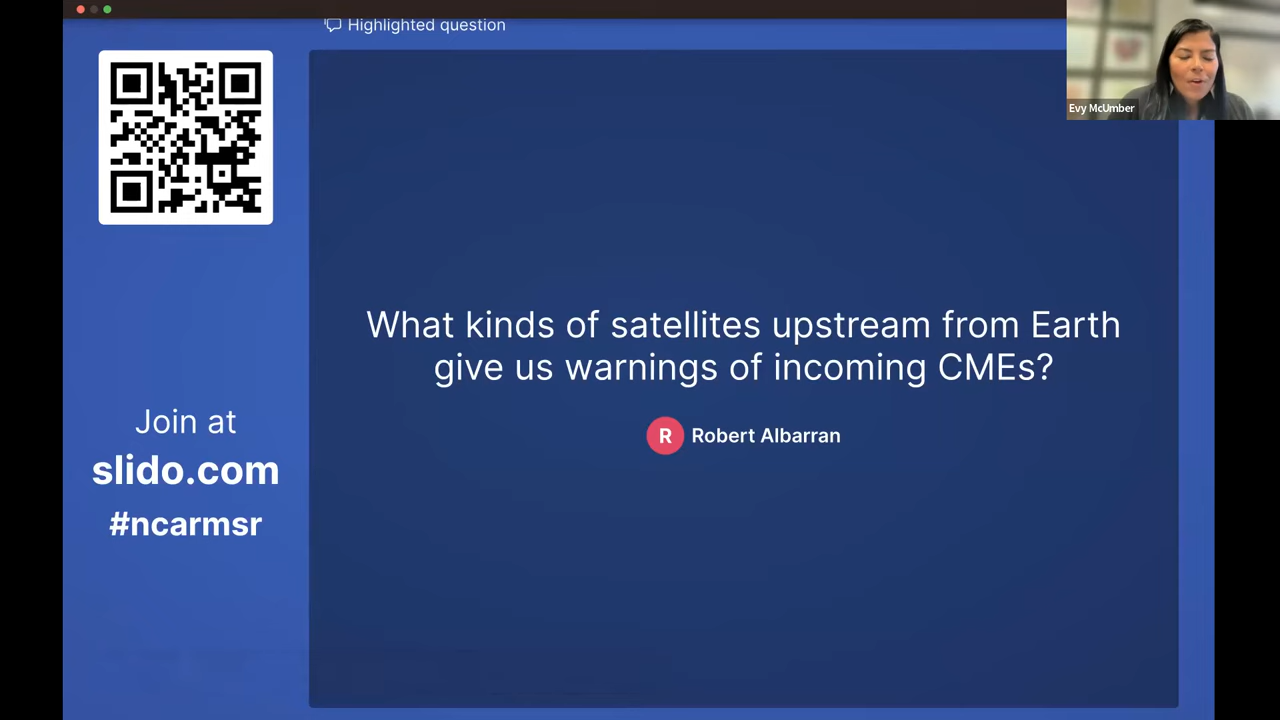 Highlighted question
Evy McUmber
What kinds of satellites upstream from Earth
give us warnings of incoming CMEs?
R Robert Albarran
Join at
slido.com
#ncarmsr